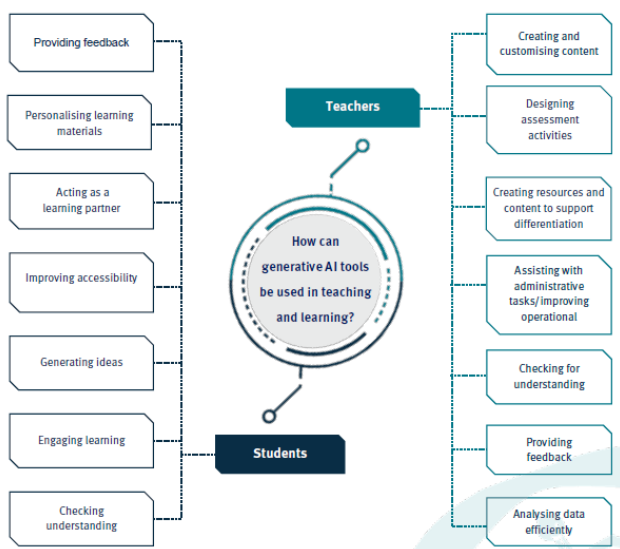 Providing feedback
Personalising learning
materials
Acting as a
learning partner
Improving accessibility
Generating ideas
Engaging learning
Checking
understanding
Teachers
How can
generative AI tools
be used in teaching
and learning?
Students
Creating and
customising content
Designing
assessment
activities
Creating resources and
content to support
differentiation
Assisting with
administrative
tasks/improving
operational
Checking for
understanding
Providing
feedback
Analysing data
efficiently